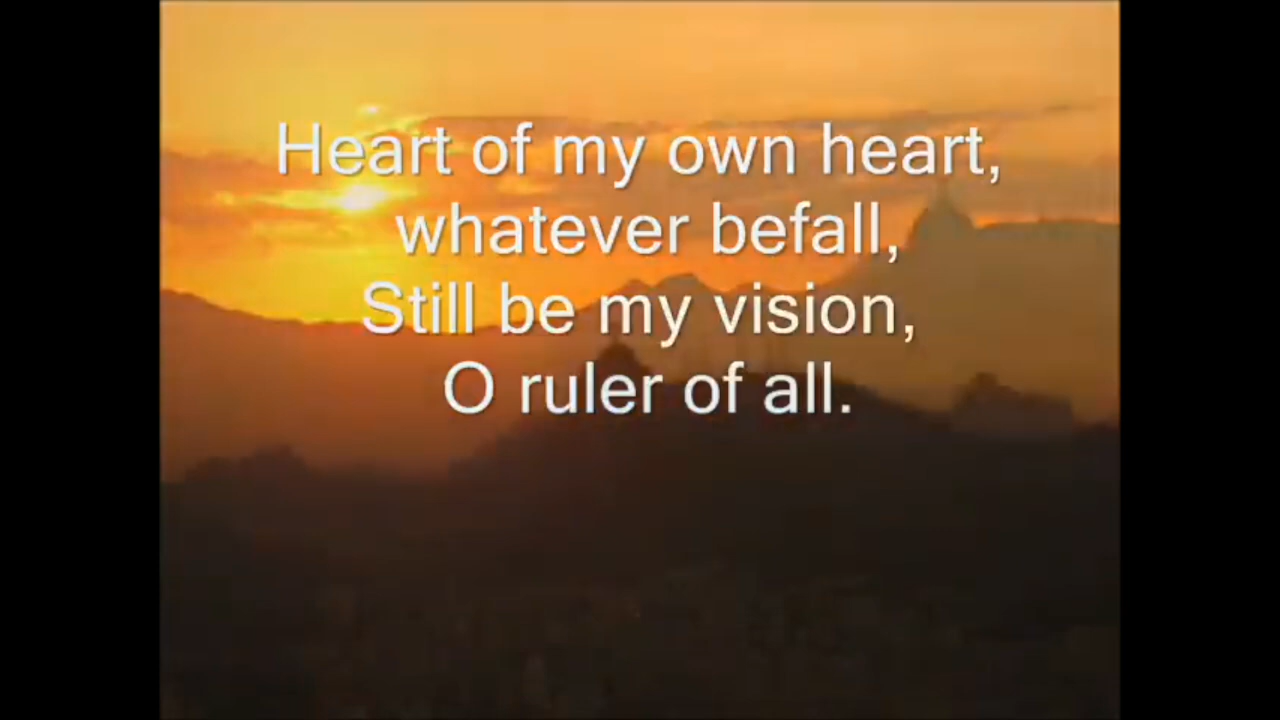 Heart of my own heart,
whatever befall,
Still be my vision,
O ruler of all.